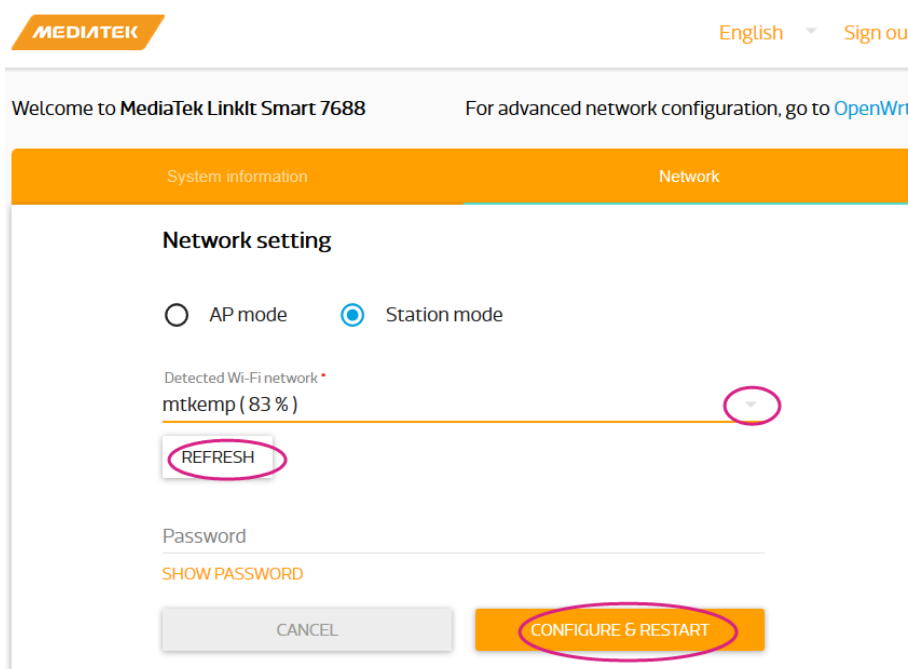 MEDIATEK
English Sign ou
Welcome to MediaTek LinkIt Smart 7688 For advanced network configuration, go to OpenWrt
System information Network
Network setting
AP mode Station mode
Detected Wi-Fi network *
mtkemp ( 83 % )
REFRESH
Password
SHOW PASSWORD
CANCEL CONFIGURE & RESTART